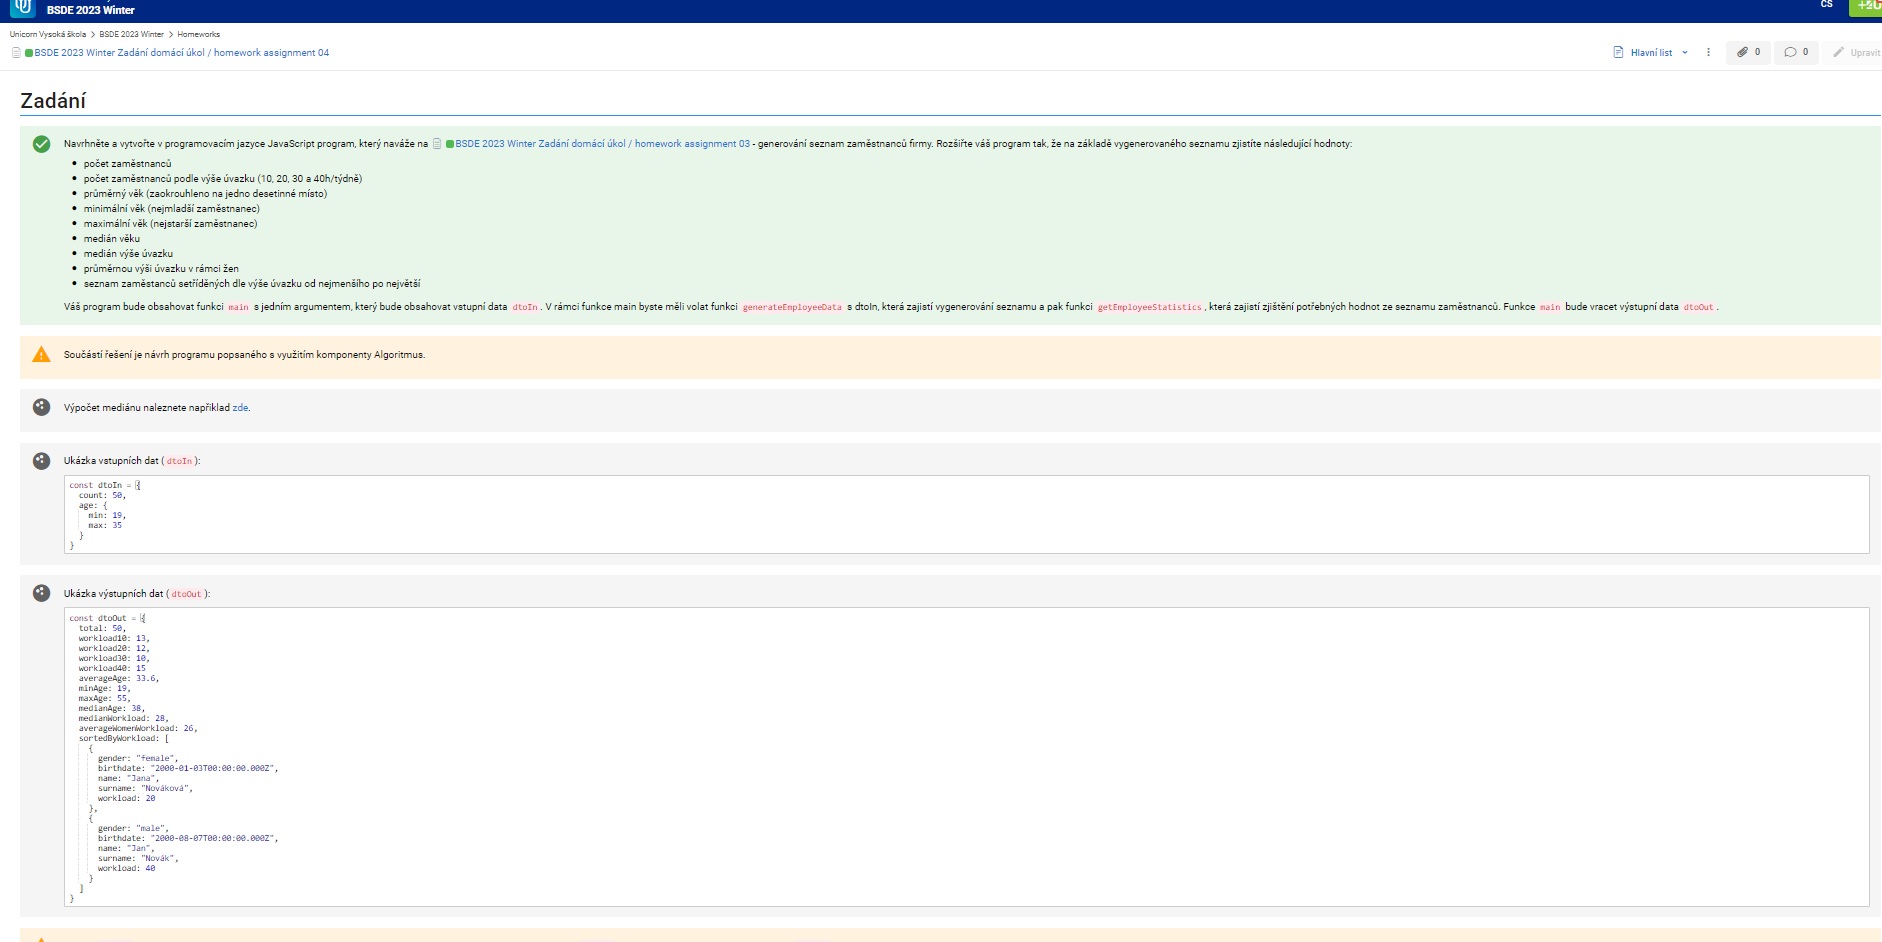 BSDE 2023 Winter
CS
Unicorn Vysoká škola > BSDE 2023 Winter > Homeworks
BSDE 2023 Winter Zadání domácí úkol / homework assignment 04
Hlavní list
0
0
Upravit
Zadání
Navrhněte a vytvořte v programovacím jazyce JavaScript program, který naváže na BSDE 2023 Winter Zadání domácí úkol / homework assignment 03 - generování seznam zaměstnanců firmy. Rozšiřte váš program tak, že na základě vygenerovaného seznamu zjistíte následující hodnoty:
• počet zaměstnanců
• počet zaměstnanců podle výše úvazku (10, 20, 30 a 40h/týdně)
• průměrný věk (zaokrouhleno na jedno desetinné místo)
• minimální věk (nejmladší zaměstnanec)
• maximální věk (nejstarší zaměstnanec)
• medián věku
• medián výše úvazku
• průměrnou výši úvazku v rámci žen
• seznam zaměstanců setříděných dle výše úvazku od nejmenšího po největší
Váš program bude obsahovat funkci main s jedním argumentem, který bude obsahovat vstupní data dtoIn. V rámci funkce main byste měli volat funkci generateEmployeeData s dtoIn, která zajistí vygenerování seznamu a pak funkci getEmployeeStatistics, která zajistí zjištění potřebných hodnot ze seznamu zaměstnanců. Funkce main bude vracet výstupní data dtoOut.
Součástí řešení je návrh programu popsaného s využitím komponenty Algoritmus.
Výpočet mediánu naleznete například zde.
Ukázka vstupních dat (dtoIn):
const dtoIn = {
count: 50,
age: {
min: 19,
max: 35
}
}
Ukázka výstupních dat (dtoOut):
const dtoOut = {
total: 50,
workload10: 13,
workload20: 12,
workload30: 10,
workload40: 15
averageAge: 33.6,
minAge: 19,
maxAge: 55,
medianAge: 38,
medianWorkload: 28,
averageWomenWorkload: 26,
sortedByWorkload: [
{
gender: "female",
birthdate: "2000-01-03T00:00:00.000Z",
name: "Jana",
surname: "Nováková",
workload: 20
},
{
gender: "male",
birthdate: "2000-08-07T00:00:00.000Z",
name: "Jan",
surname: "Novák",
workload: 40
}
]
}